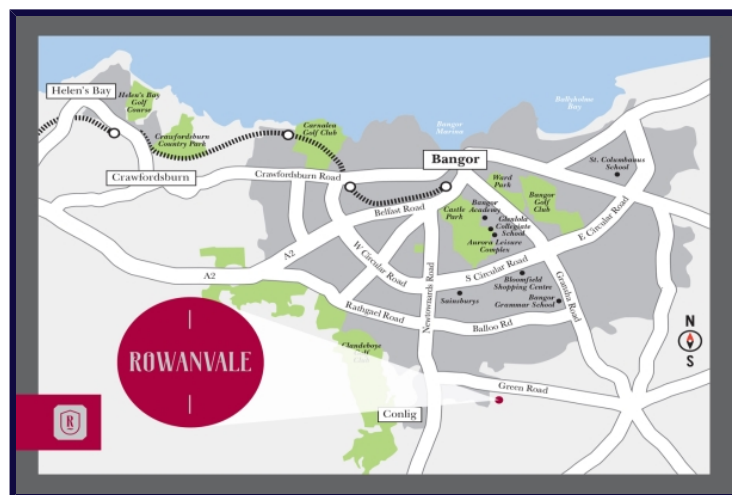 Helen's Bay
Helen's Bay
Golf
Course
Crawfordsburn
Country Park
Carnalea
Golf Club
Bangor
Marina
Ballyholme
Bay
Crawfordsburn
Crawfordsburn Road
Bangor
St. Columbanus
School
Ward
Park
Bangor
Golf
Club
Castle
Park
Bangor
Academy
Glenlola
Collegiate
School
Aurora Leisure
Complex
Belfast Road
A2
A2
W Circular Road
S Circular Road
E Circular Road
Newtownards Road
Gransha Road
Bloomfield
Shopping Centre
Sainsburys
Bangor
Grammar School
Rathgael Road
Balloo Rd
Clandeboye
Club
ROWANVALE
Green Road
Conlig
N
S
R